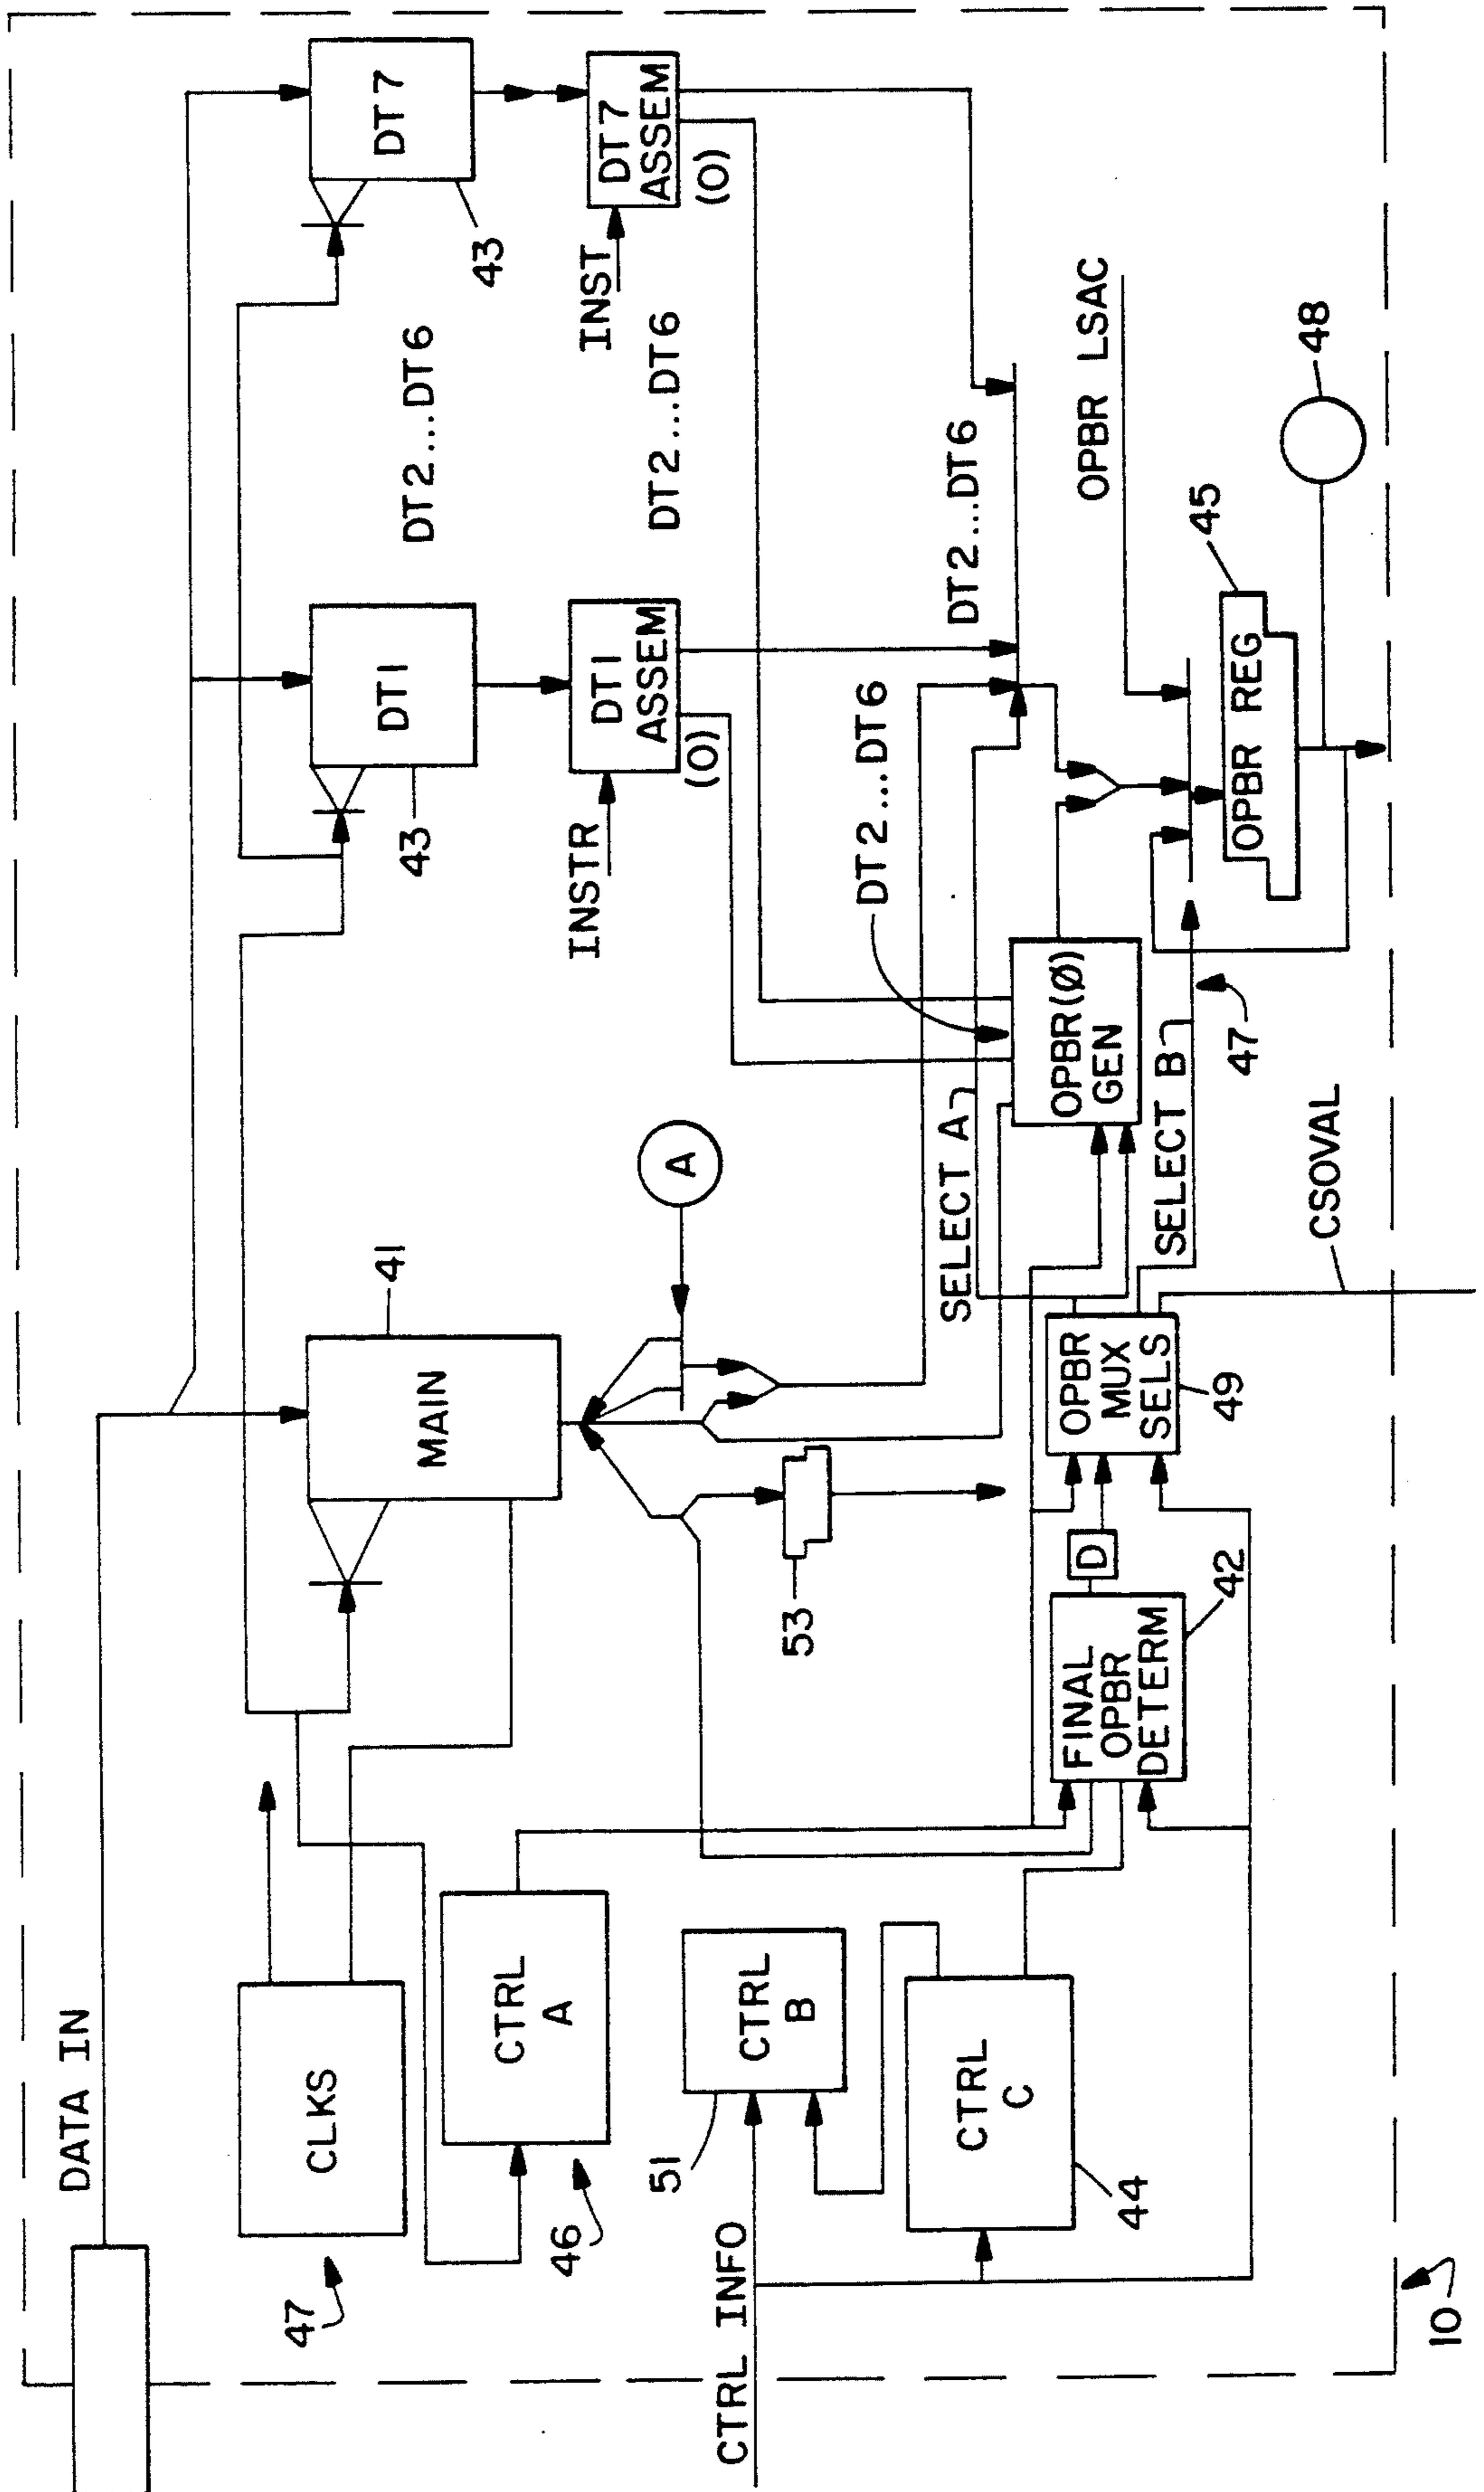 DATA IN
CLKS
47
CTRL
A
46
CTRL
B
51
CTRL INFO
CTRL
C
44
10
MAIN
41
A
53
FINAL
OPBR
DETERM
42
D
OPBR
MUX
SELS
49
CSOVAL
SELECT A
SELECT B
47
OPBR(Ø)
GEN
DT2...DT6
DT1
43
INSTR
DT1
ASSEM
(0)
DT2....DT6
DT2....DT6
DT2...DT6
DT7
43
INST
DT7
ASSEM
(0)
OPBR LSAC
OPBR REG
45
48